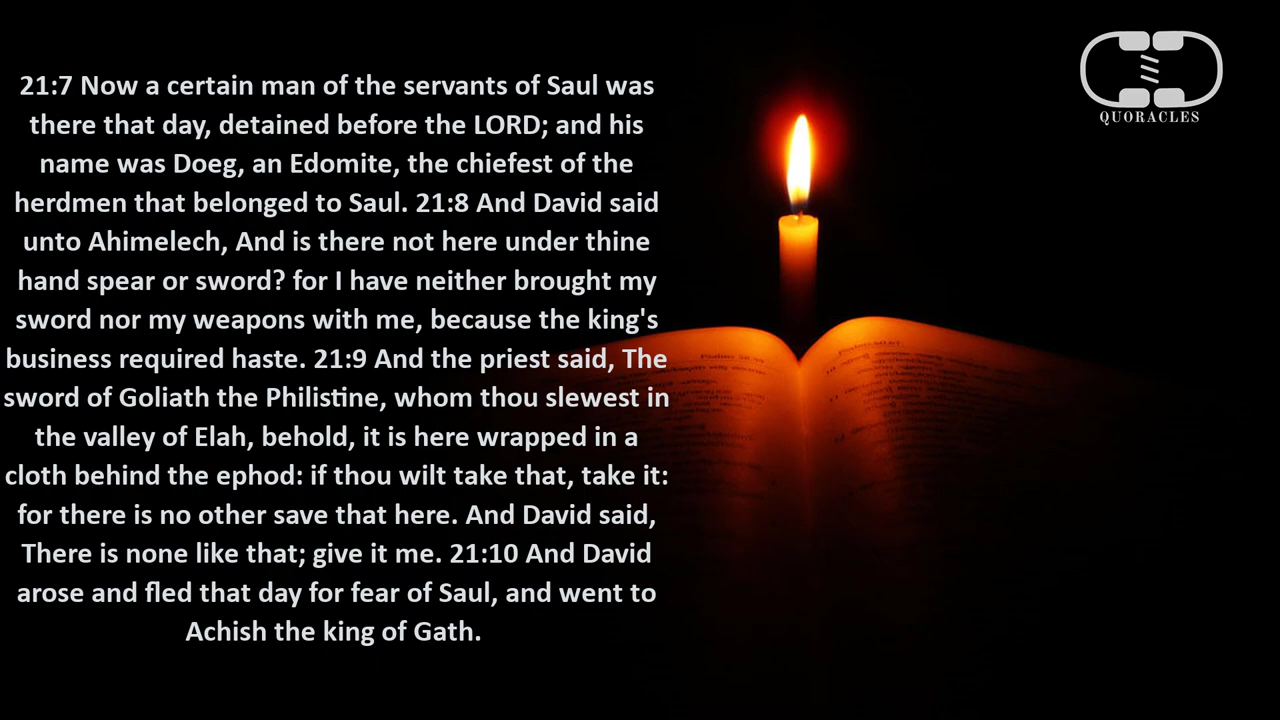 21:7 Now a certain man of the servants of Saul was
there that day, detained before the LORD; and his
name was Doeg, an Edomite, the chiefest of the
herdmen that belonged to Saul. 21:8 And David said
unto Ahimelech, And is there not here under thine
hand spear or sword? for I have neither brought my
sword nor my weapons with me, because the king's
business required haste. 21:9 And the priest said, The
sword of Goliath the Philistine, whom thou slewest in
the valley of Elah, behold, it is here wrapped in a
cloth behind the ephod: if thou wilt take that, take it:
for there is no other save that here. And David said,
There is none like that; give it me. 21:10 And David
arose and fled that day for fear of Saul, and went to
Achish the king of Gath.
QUORACLES